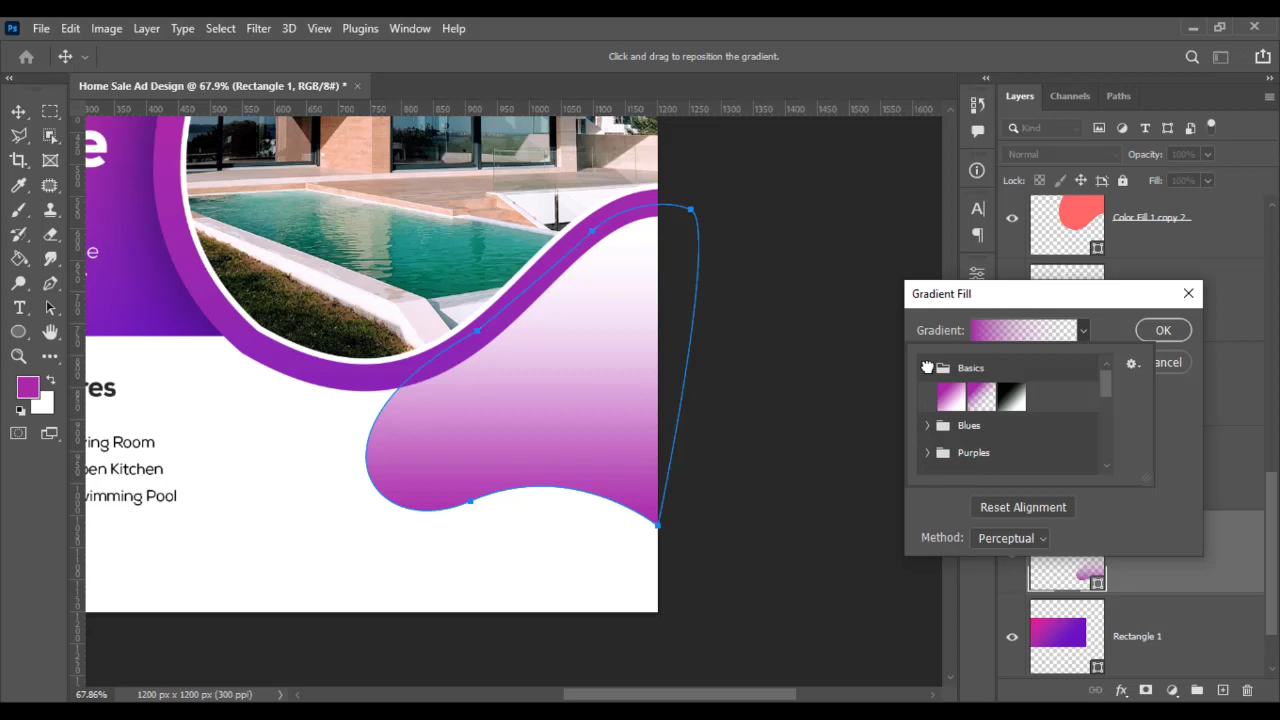 Ps File Edit Image Layer Type Select Filter 3D View Plugins Window Help
Click and drag to reposition the gradient.
Home Sale Ad Design @ 67.9% (Rectangle 1, RGB/8#) *
Layers Channels Paths
300 350 400 450 500 550 600 650 700 750 800 850 900 950 1000 1050 1100 1150 1200 1250 1300 1350 1400 1450 1500 1550 1600
Kind
Normal Opacity: 100%
Lock: Fill: 100%
e
Color Fill 1 copy 2
e
Gradient Fill
Gradient: OK
ancel
Basics
Blues
Purples
Reset Alignment
Method: Perceptual
res
ing Room
en Kitchen
wimming Pool
Rectangle 1
67.86% 1200 px x 1200 px (300 ppi)